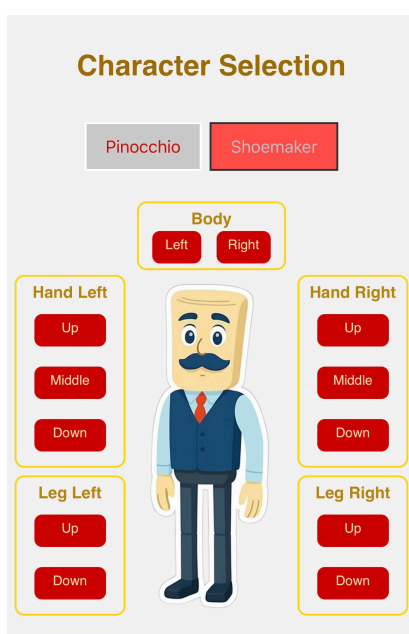 Character Selection
Pinocchio
Shoemaker
Body
Left
Right
Hand Left
Up
Middle
Down
Hand Right
Up
Middle
Down
Leg Left
Up
Down
Leg Right
Up
Down